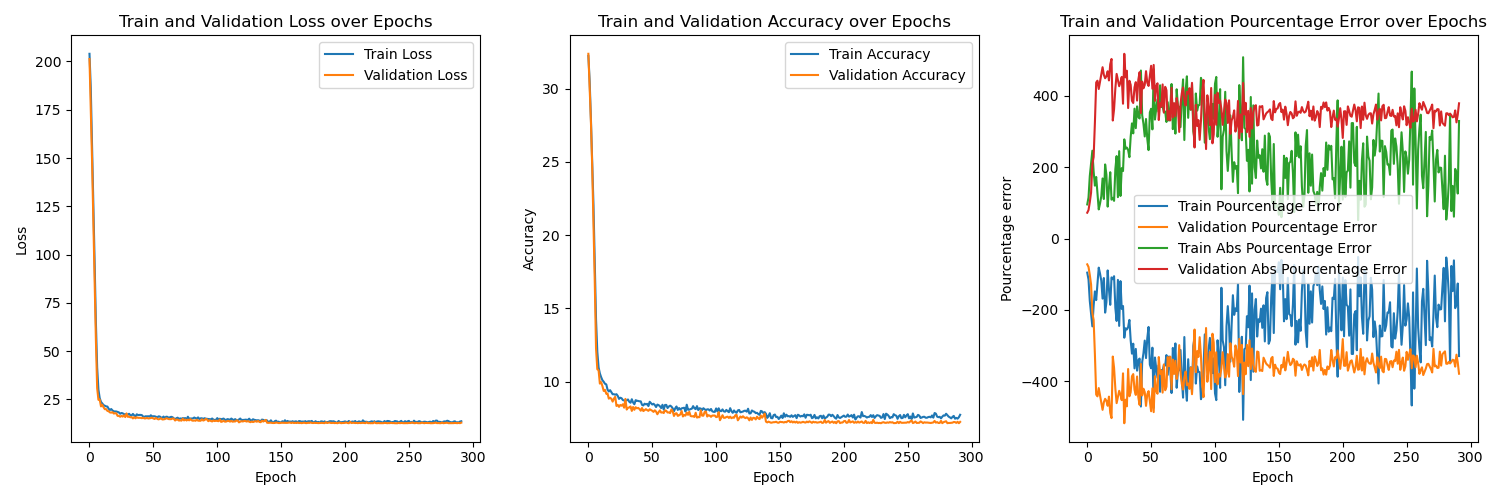 Train and Validation Loss over Epochs
Loss
200
175
150
125
100
75
50
25
0
50
100
150
200
250
300
Epoch
Train Loss
Validation Loss
Train and Validation Accuracy over Epochs
Accuracy
30
25
20
15
10
0
50
100
150
200
250
300
Epoch
Train Accuracy
Validation Accuracy
Train and Validation Pourcentage Error over Epochs
Pourcentage error
400
200
0
−200
−400
0
50
100
150
200
250
300
Epoch
Train Pourcentage Error
Validation Pourcentage Error
Train Abs Pourcentage Error
Validation Abs Pourcentage Error